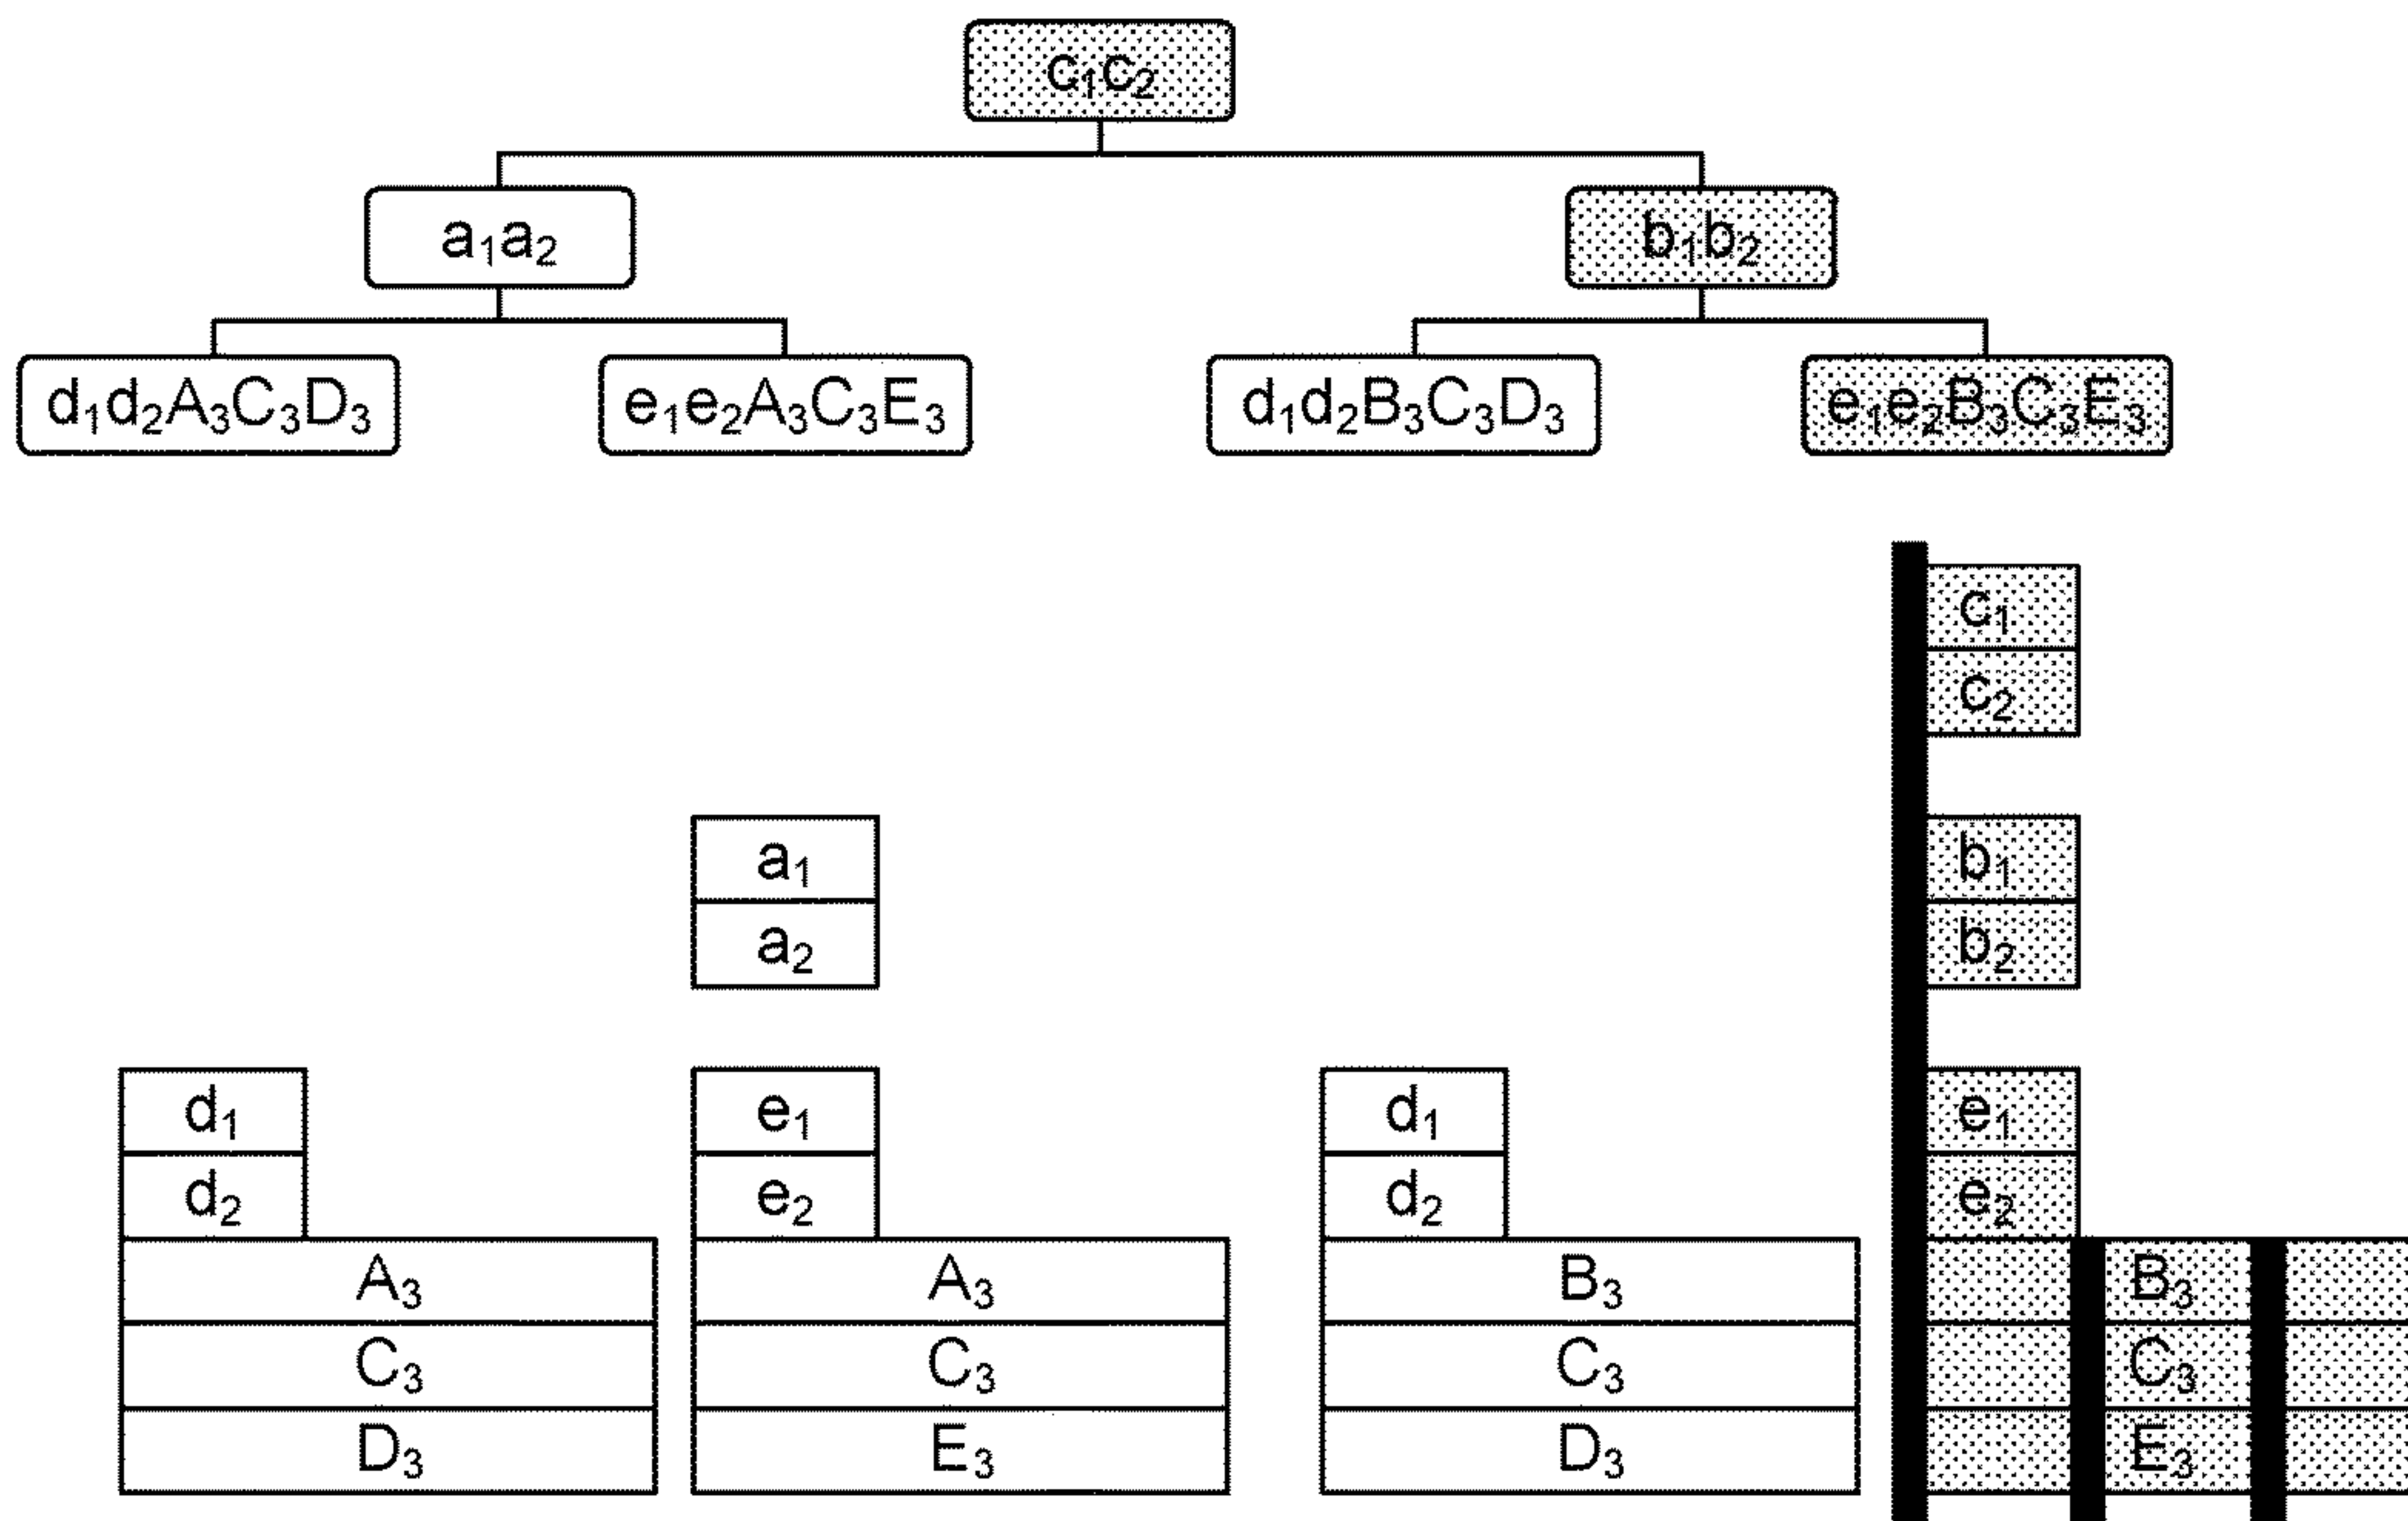 c₁c₂
a₁a₂ b₁b₂
d₁d₂A₃C₃D₃ e₁e₂A₃C₃E₃ d₁d₂B₃C₃D₃ e₁e₂B₃C₃E₃
c₁
c₂
a₁ b₁
a₂ b₂
d₁ e₁ d₁ e₁
d₂ e₂ d₂ e₂
A₃ A₃ B₃ B₃
C₃ C₃ C₃ C₃
D₃ E₃ D₃ E₃